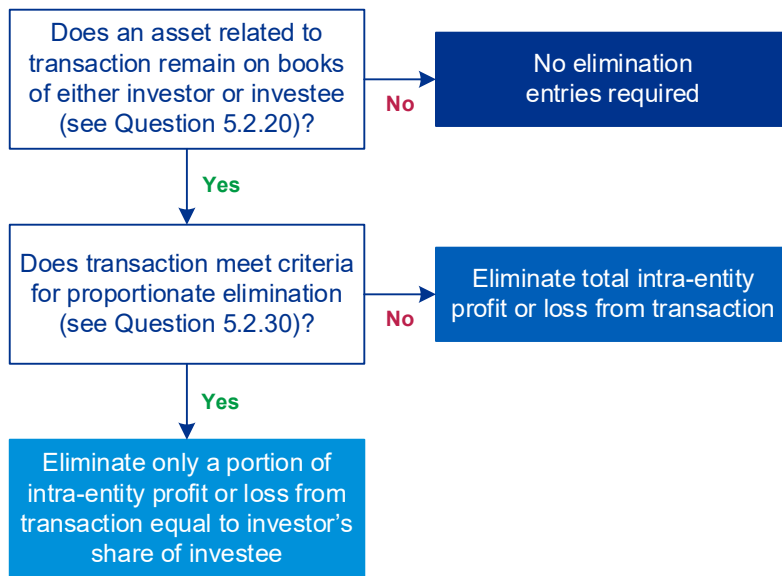 Does an asset related to
transaction remain on books
of either investor or investee
(see Question 5.2.20)?
No
No elimination
entries required
Yes
Does transaction meet criteria
for proportionate elimination
(see Question 5.2.30)?
No
Eliminate total intra-entity
profit or loss from transaction
Yes
Eliminate only a portion of
intra-entity profit or loss from
transaction equal to investor’s
share of investee